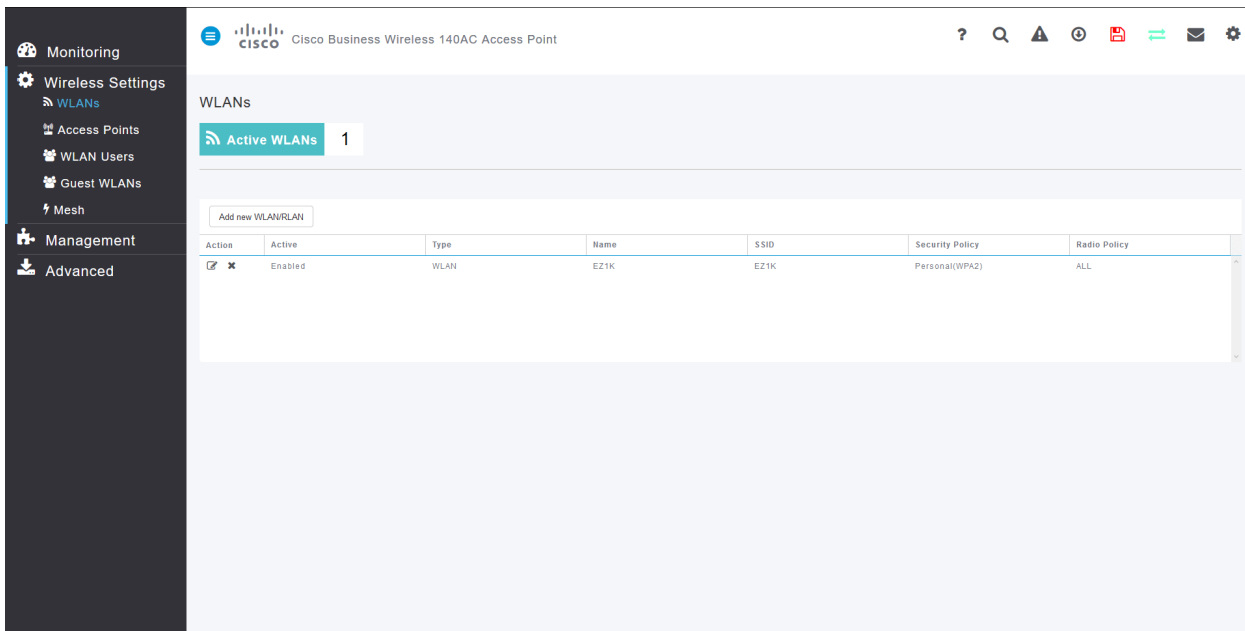 Monitoring
Wireless Settings
WLANs
Access Points
WLAN Users
Guest WLANs
Mesh
Management
Advanced
CISCO Cisco Business Wireless 140AC Access Point
?
WLANs
Active WLANs 1
Add new WLAN/RLAN
Action Active Type Name SSID Security Policy Radio Policy
Enabled WLAN EZ1K EZ1K Personal(WPA2) ALL